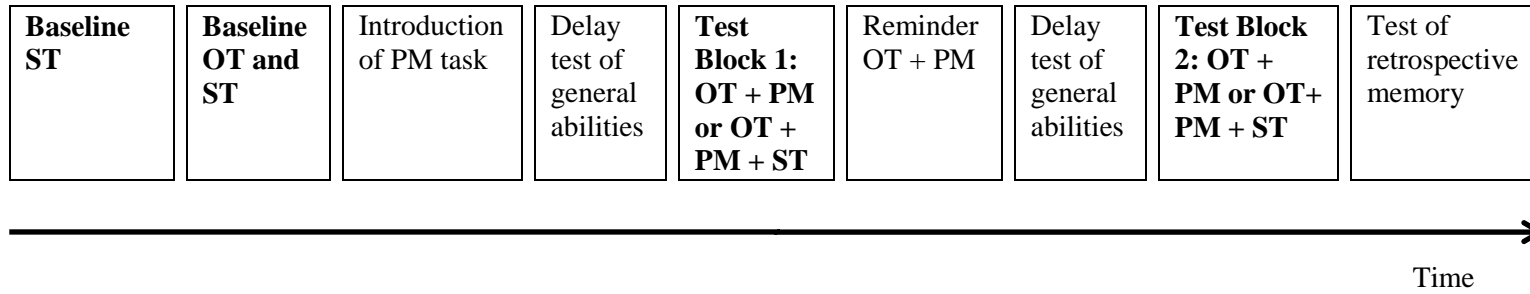 Baseline
ST
Baseline
OT and
ST
Introduction
of PM task
Delay
test of
general
abilities
Test
Block 1:
OT + PM
or OT +
PM + ST
Reminder
OT + PM
Delay
test of
general
abilities
Test Block
2: OT +
PM or OT+
PM + ST
Test of
retrospective
memory
Time